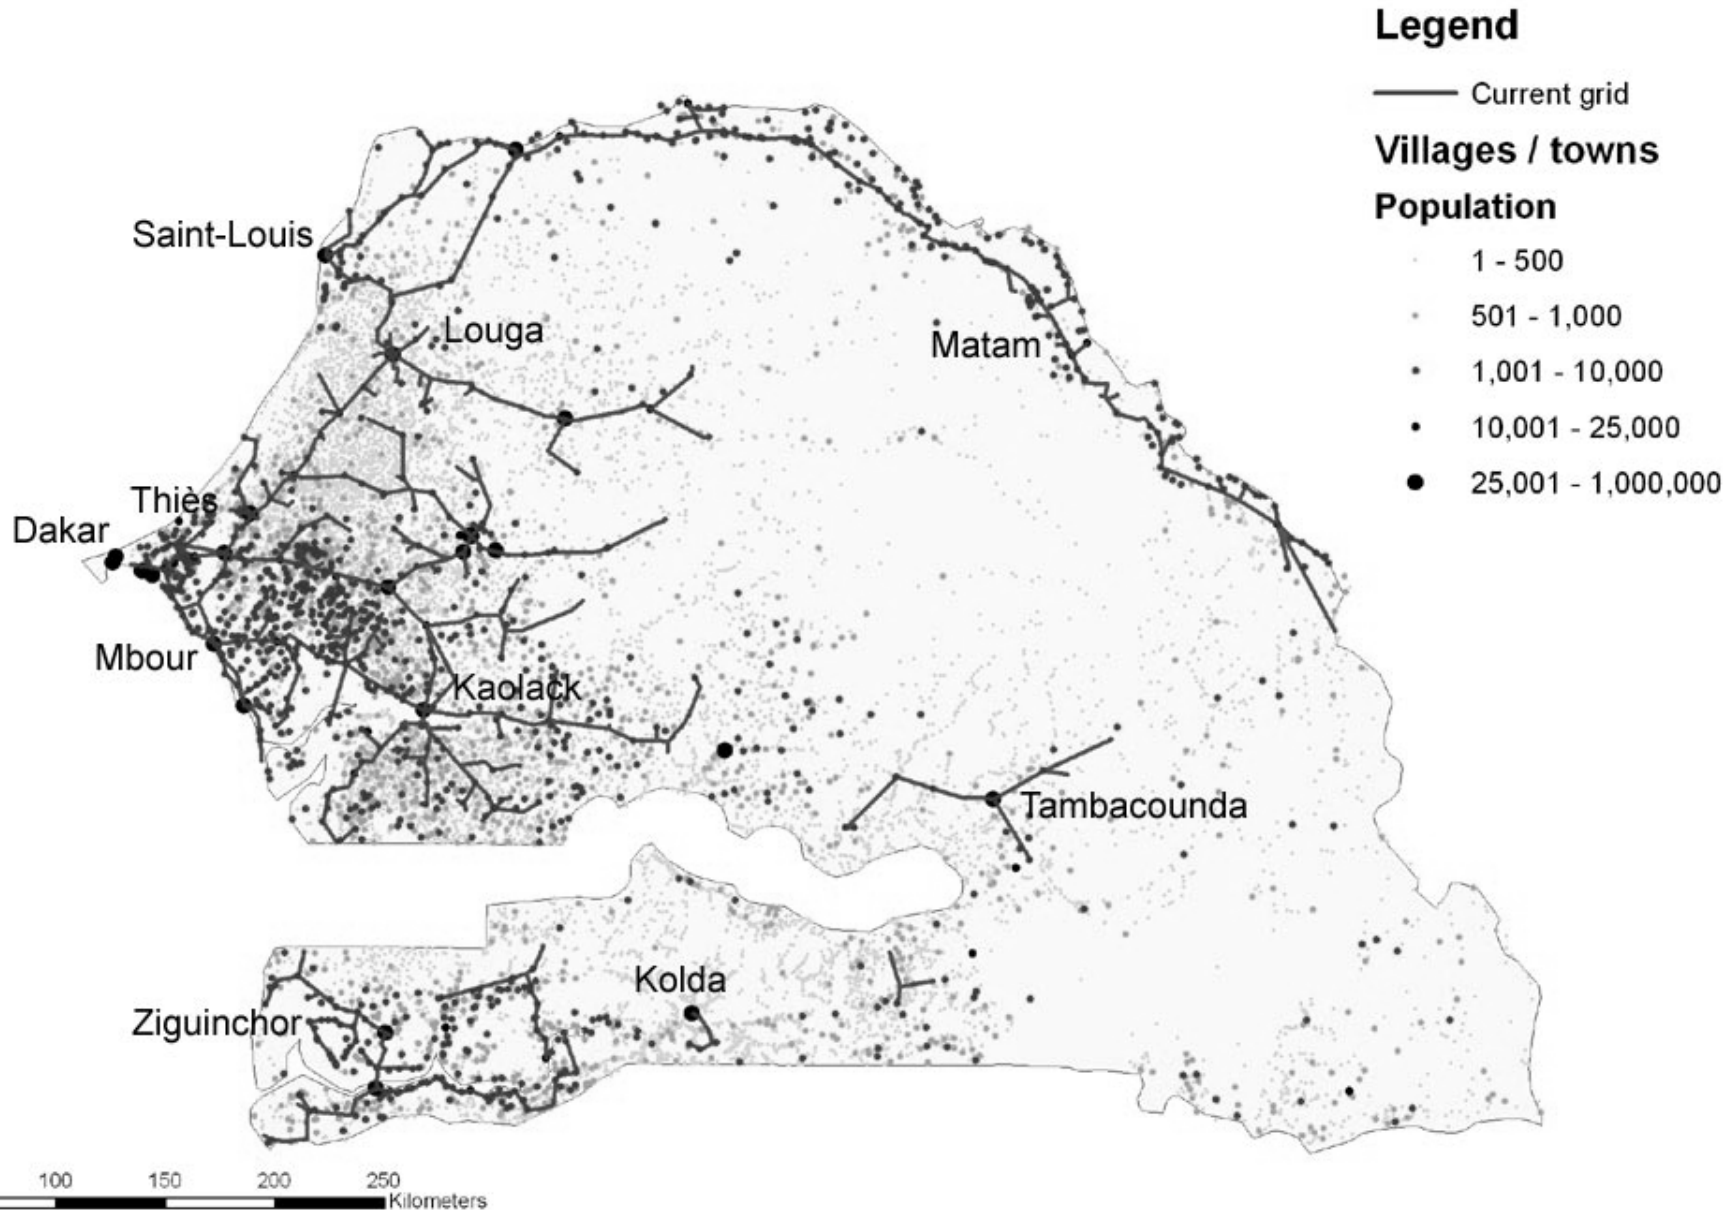 Legend
Current grid
Villages / towns
Population
1 - 500
501 - 1,000
1,001 - 10,000
10,001 - 25,000
25,001 - 1,000,000
Saint-Louis
Louga
Matam
Thiès
Dakar
Mbour
Kaolack
Tambacounda
Kolda
Ziguinchor
100 150 200 250
Kilometers